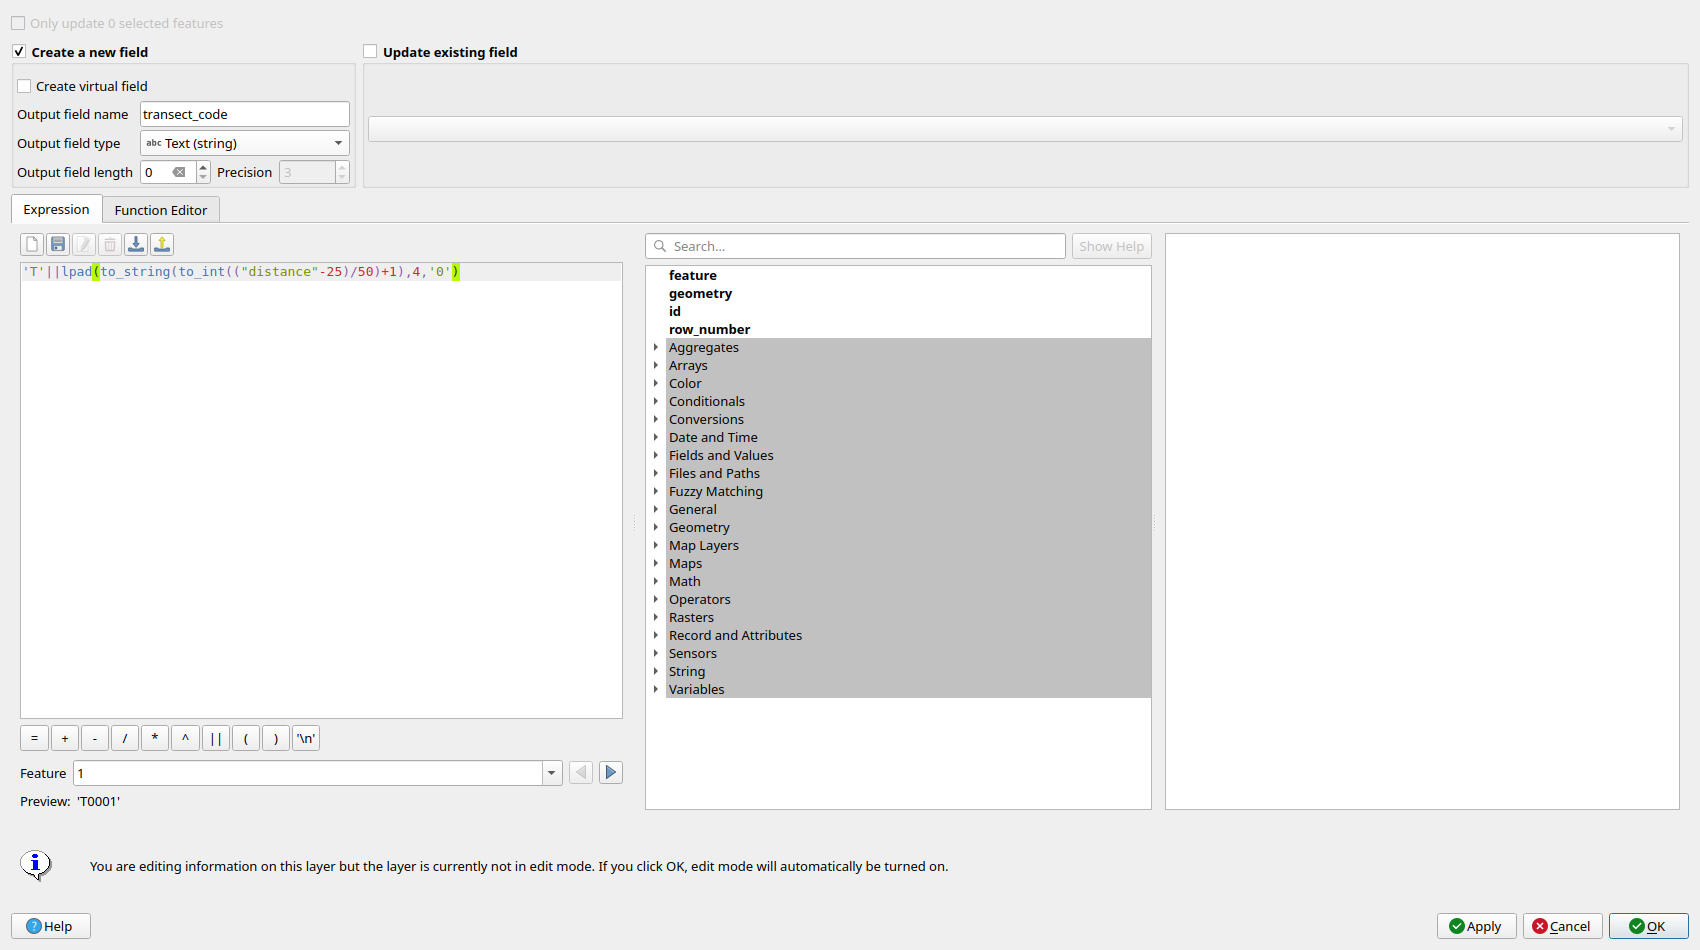 Only update 0 selected features
Create a new field
Update existing field
Create virtual field
Output field name transect_code
Output field type abc Text (string)
Output field length 0 Precision 3
Expression Function Editor
Search... Show Help
'T'||lpad(to_string(to_int(("distance"-25)/50)+1),4,'0')
feature
geometry
id
row_number
Aggregates
Arrays
Color
Conditionals
Conversions
Date and Time
Fields and Values
Files and Paths
Fuzzy Matching
General
Geometry
Map Layers
Maps
Math
Operators
Rasters
Record and Attributes
Sensors
String
Variables
= + - / * ^ || ( ) '\n'
Feature 1
Preview: 'T0001'
You are editing information on this layer but the layer is currently not in edit mode. If you click OK, edit mode will automatically be turned on.
Help Apply Cancel OK